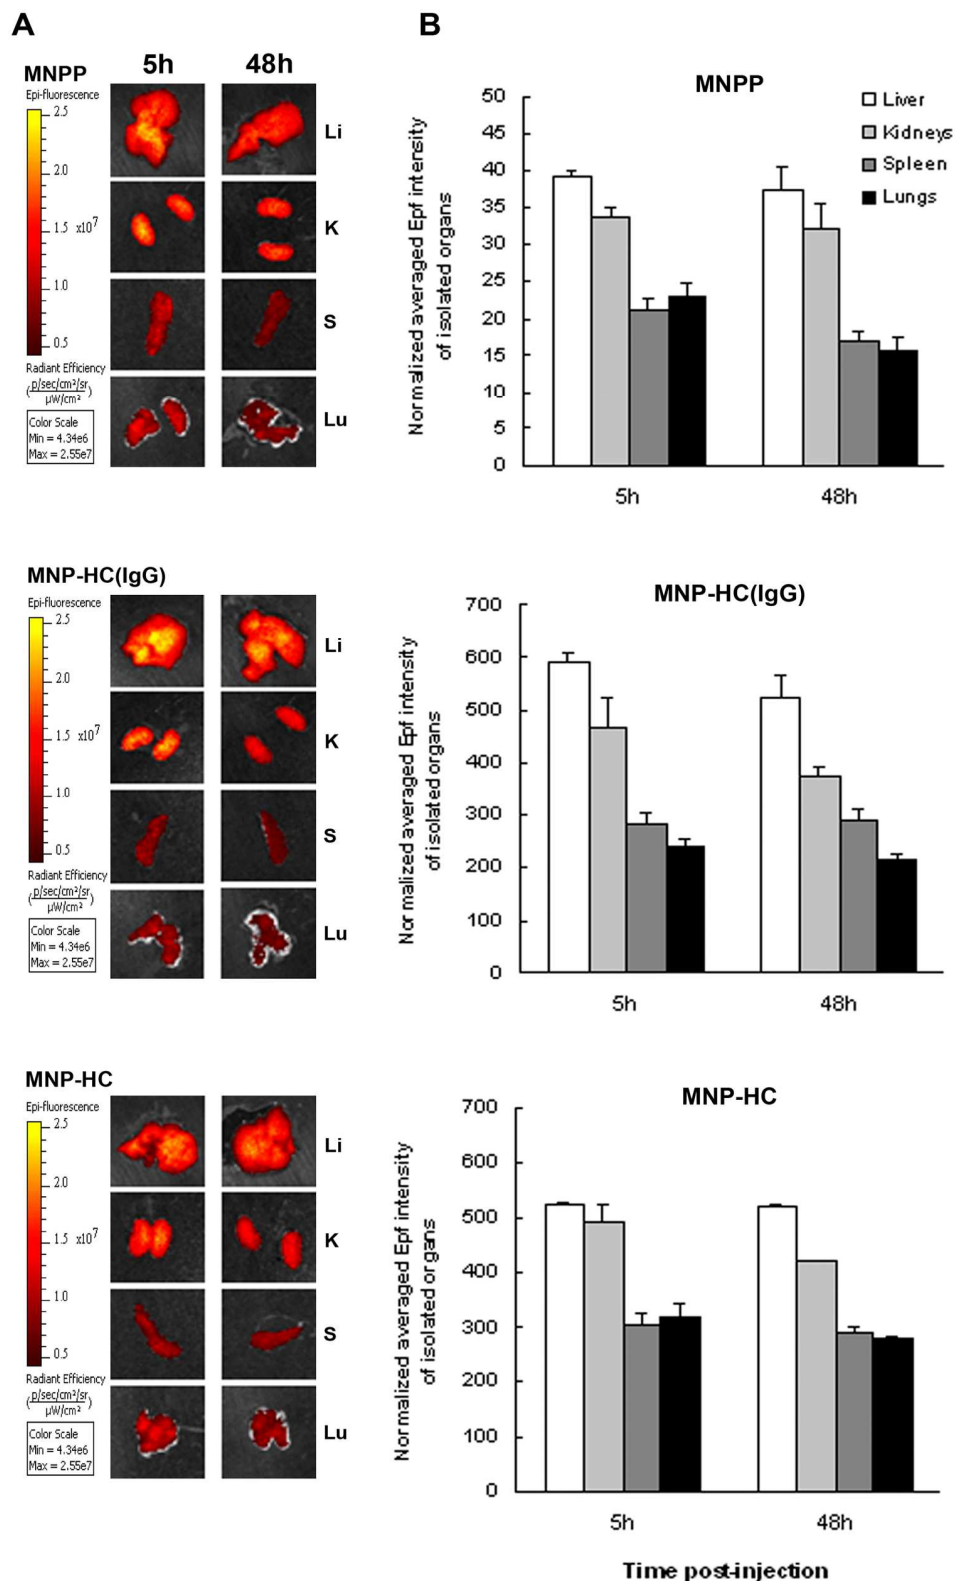 A
B
5h
48h
MNPP
Epi-fluorescence
2.5
2.0
1.5 x10⁷
1.0
0.5
Radiant Efficiency
(p/sec/cm²/sr)
µW/cm²
Color Scale
Min = 4.34e6
Max = 2.55e7
Li
K
S
Lu
MNPP
Normalized averaged Epf intensity
of isolated organs
50
45
40
35
30
25
20
15
10
5
0
Liver
Kidneys
Spleen
Lungs
5h
48h
MNP-HC(IgG)
Epi-fluorescence
2.5
2.0
1.5 x10⁷
1.0
0.5
Radiant Efficiency
(p/sec/cm²/sr)
µW/cm²
Color Scale
Min = 4.34e6
Max = 2.55e7
Li
K
S
Lu
MNP-HC(IgG)
Nor malized averaged Epf intensity
of isolated organs
700
600
500
400
300
200
100
0
5h
48h
MNP-HC
Epi-fluorescence
2.5
2.0
1.5 x10⁷
1.0
0.5
Radiant Efficiency
(p/sec/cm²/sr)
µW/cm²
Color Scale
Min = 4.34e6
Max = 2.55e7
Li
K
S
Lu
MNP-HC
Normalized averaged Epf intensity
of isolated organs
700
600
500
400
300
200
100
0
5h
48h
Time post-injection